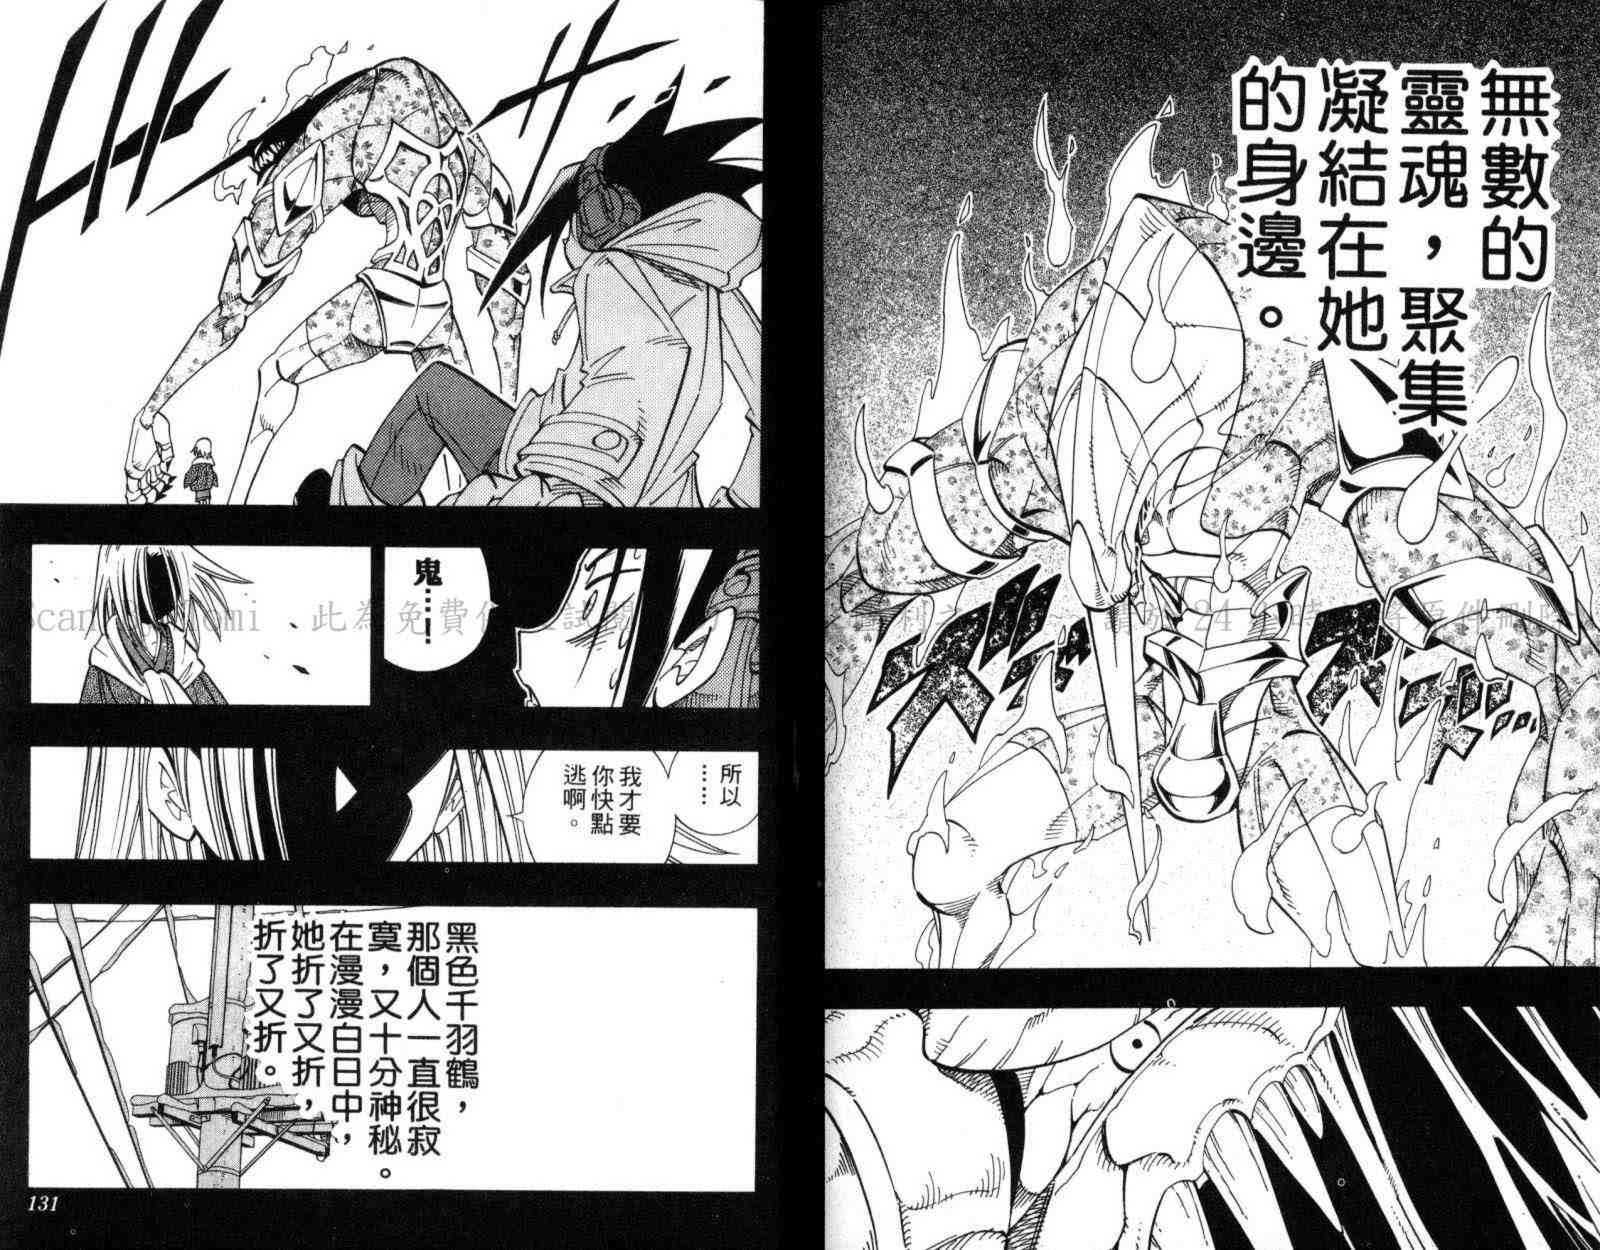 無數的
靈魂，聚集
凝結在她
的身邊。
鬼……！
所以
……
我才要
你快點
逃啊。
黑色千羽鶴，
那個人一直很寂
寞，又十分神秘。
在漫漫白日中，
她折了又折，
折了又折。
131